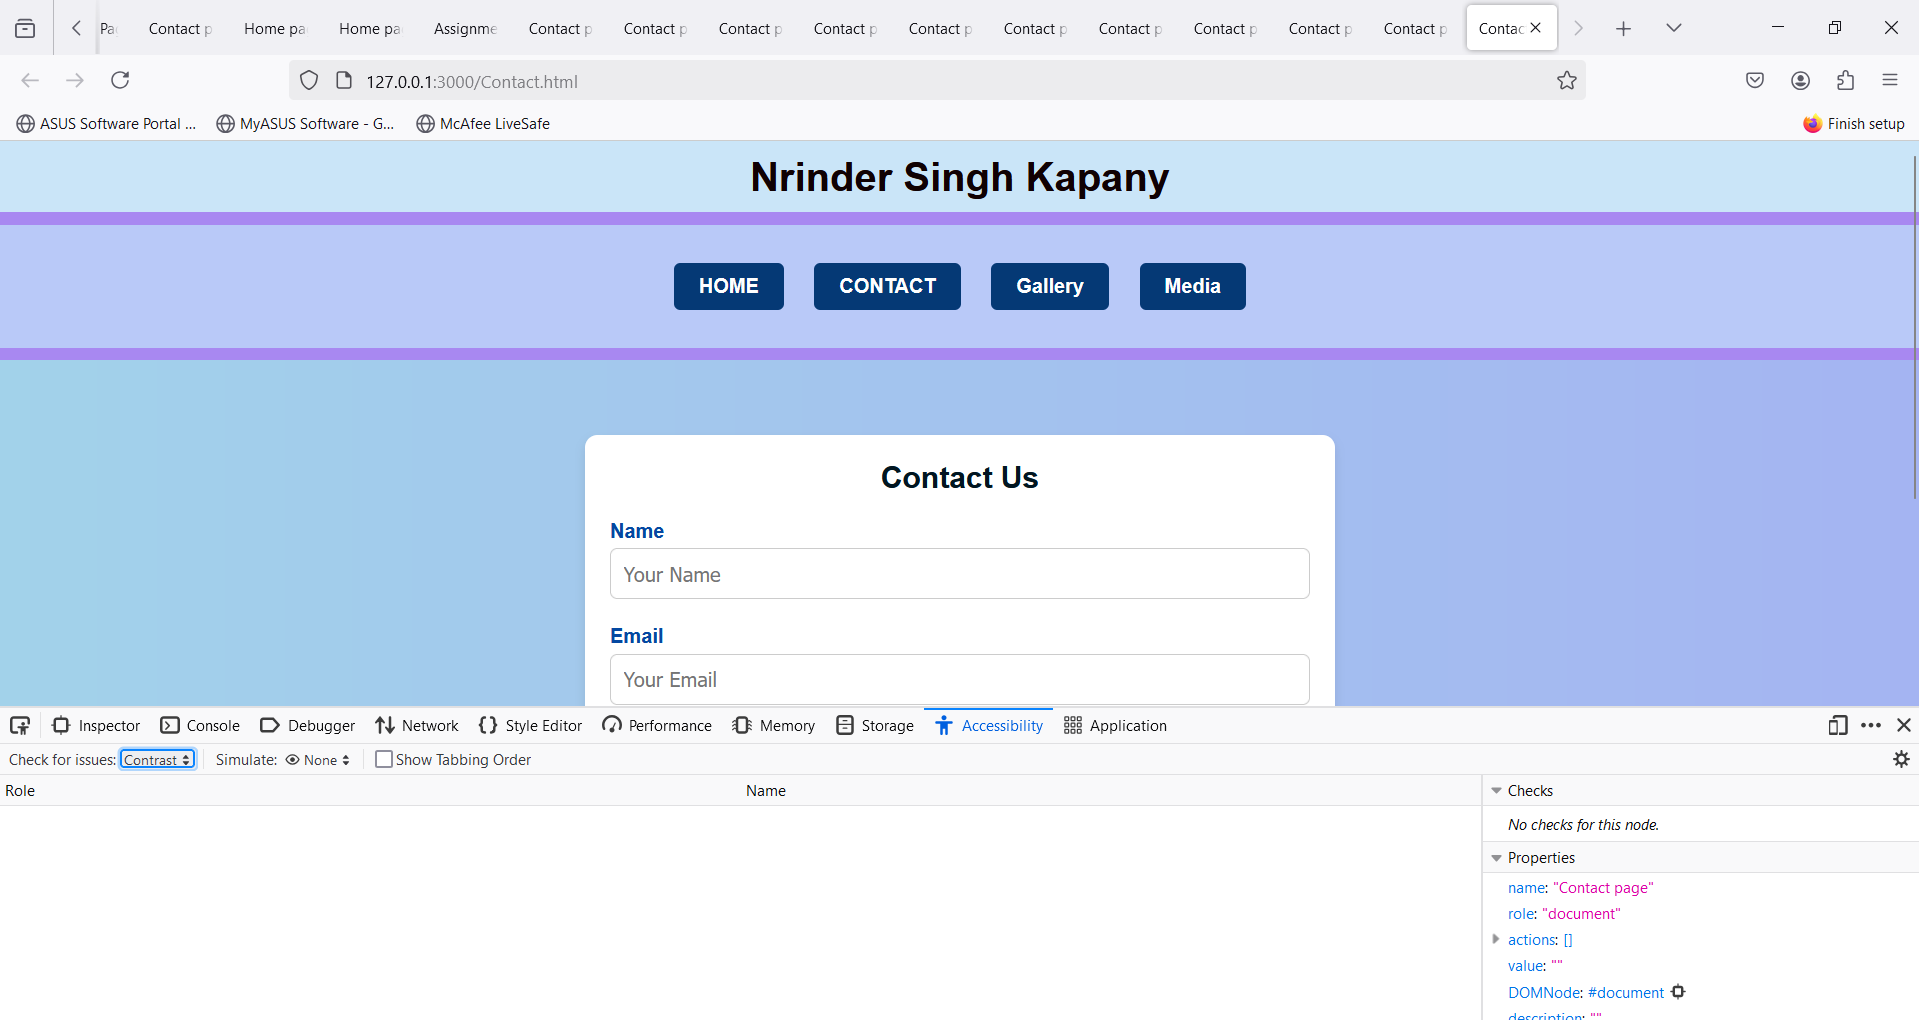 Pa Contact p Home pa Home pa Assignme Contact p Contact p Contact p Contact p Contact p Contact p Contact p Contact p Contact p Contact p Contac
127.0.0.1:3000/Contact.html
ASUS Software Portal ... MyASUS Software - G... McAfee LiveSafe Finish setup
Nrinder Singh Kapany
HOME CONTACT Gallery Media
Contact Us
Name
Your Name
Email
Your Email
Inspector Console Debugger Network Style Editor Performance Memory Storage Accessibility Application
Check for issues: Contrast Simulate: None Show Tabbing Order
Role Name Checks
No checks for this node.
Properties
name: "Contact page"
role: "document"
actions: []
value: ""
DOMNode: #document
description: ""